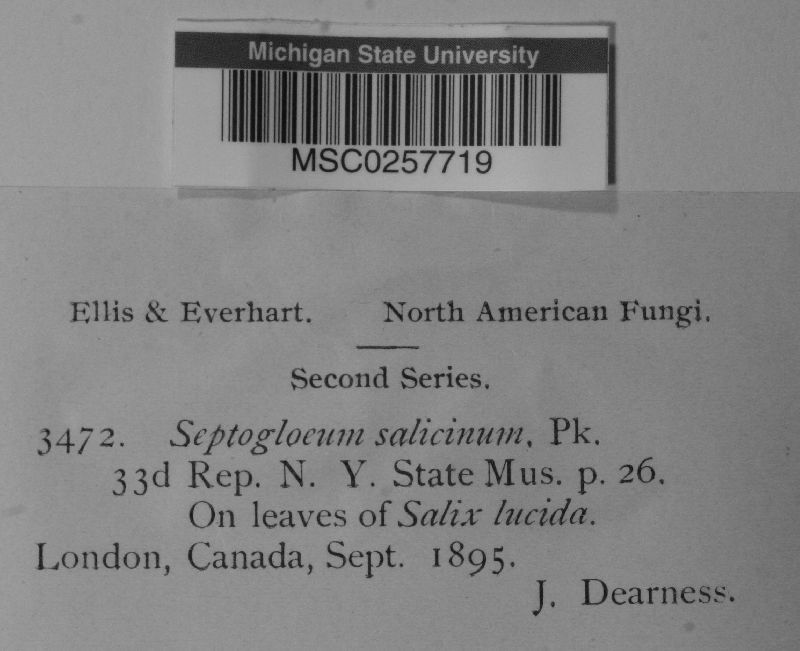 Michigan State University
MSC0257719
Ellis & Everhart. North American Fungi.
Second Series.
3472. Septogloeum salicinum, Pk.
33d Rep. N. Y. State Mus. p. 26.
On leaves of Salix lucida.
London, Canada, Sept. 1895.
J. Dearness.